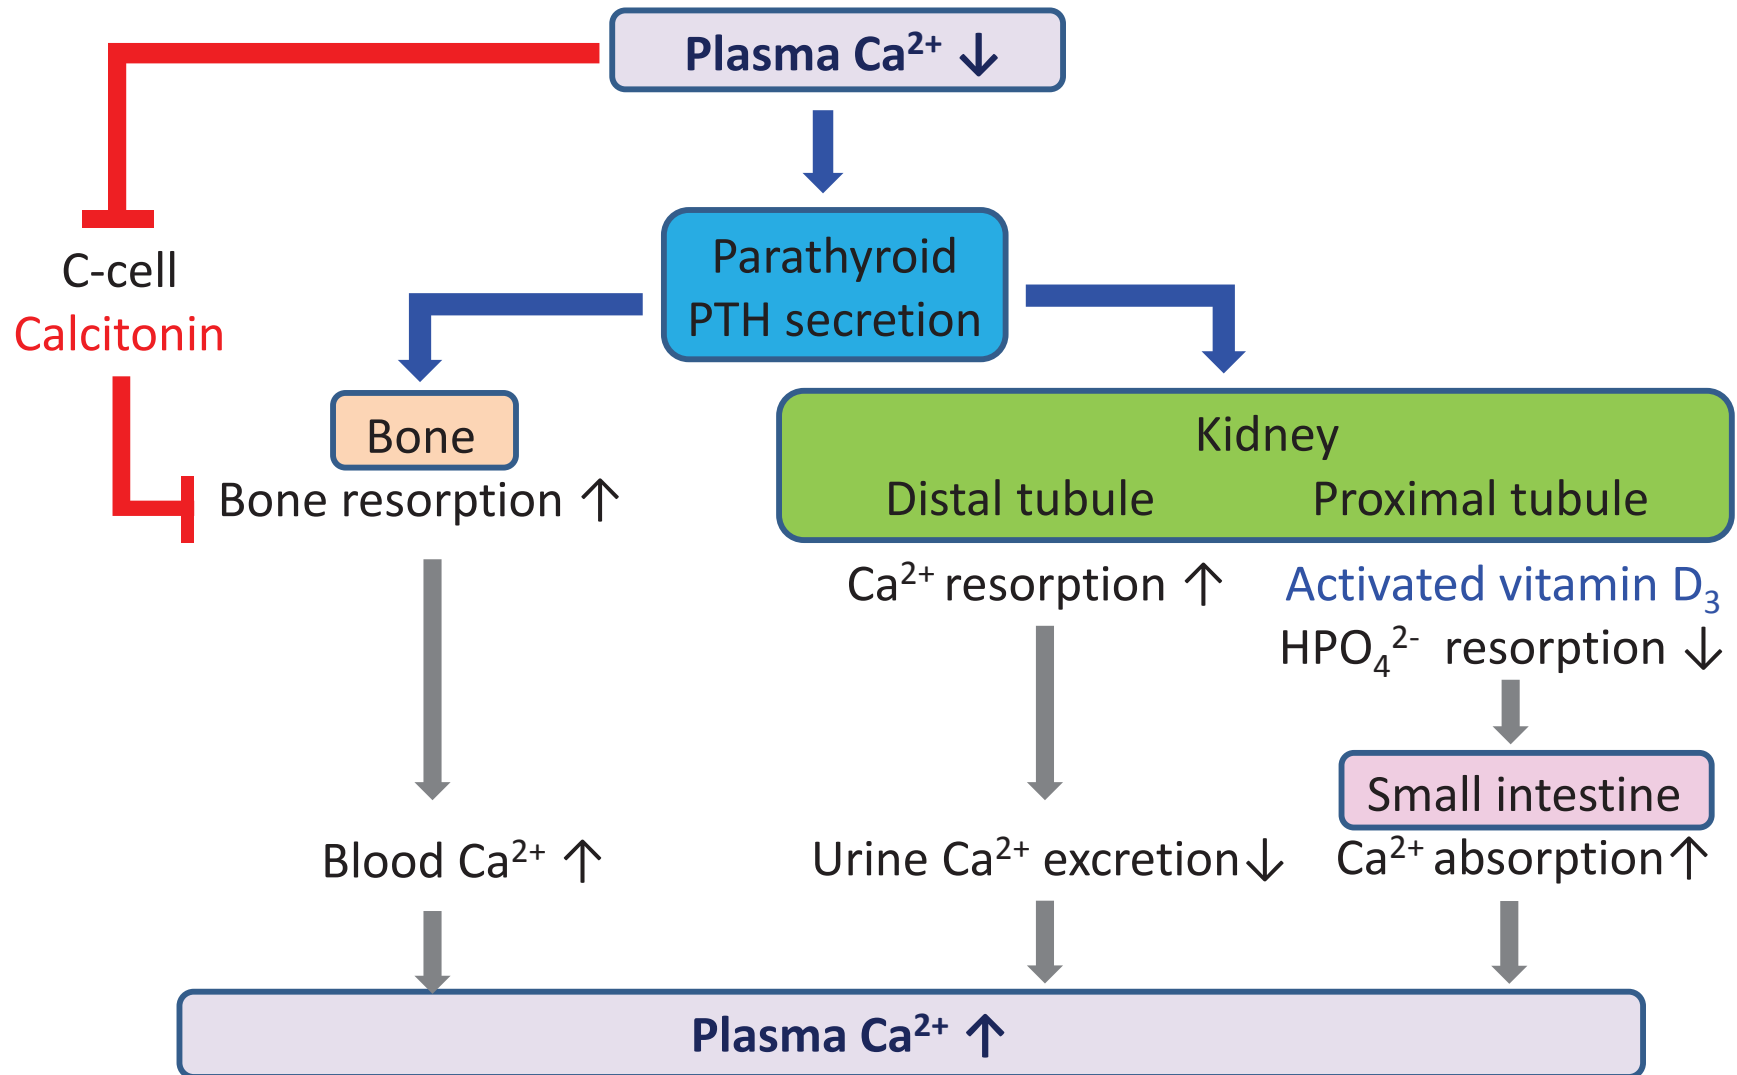 Plasma Ca²⁺ ↓
C-cell
Calcitonin
Parathyroid
PTH secretion
Bone
Bone resorption ↑
Kidney
Distal tubule
Proximal tubule
Ca²⁺ resorption ↑
Activated vitamin D₃
HPO₄²⁻ resorption ↓
Small intestine
Blood Ca²⁺ ↑
Urine Ca²⁺ excretion↓
Ca²⁺ absorption↑
Plasma Ca²⁺ ↑